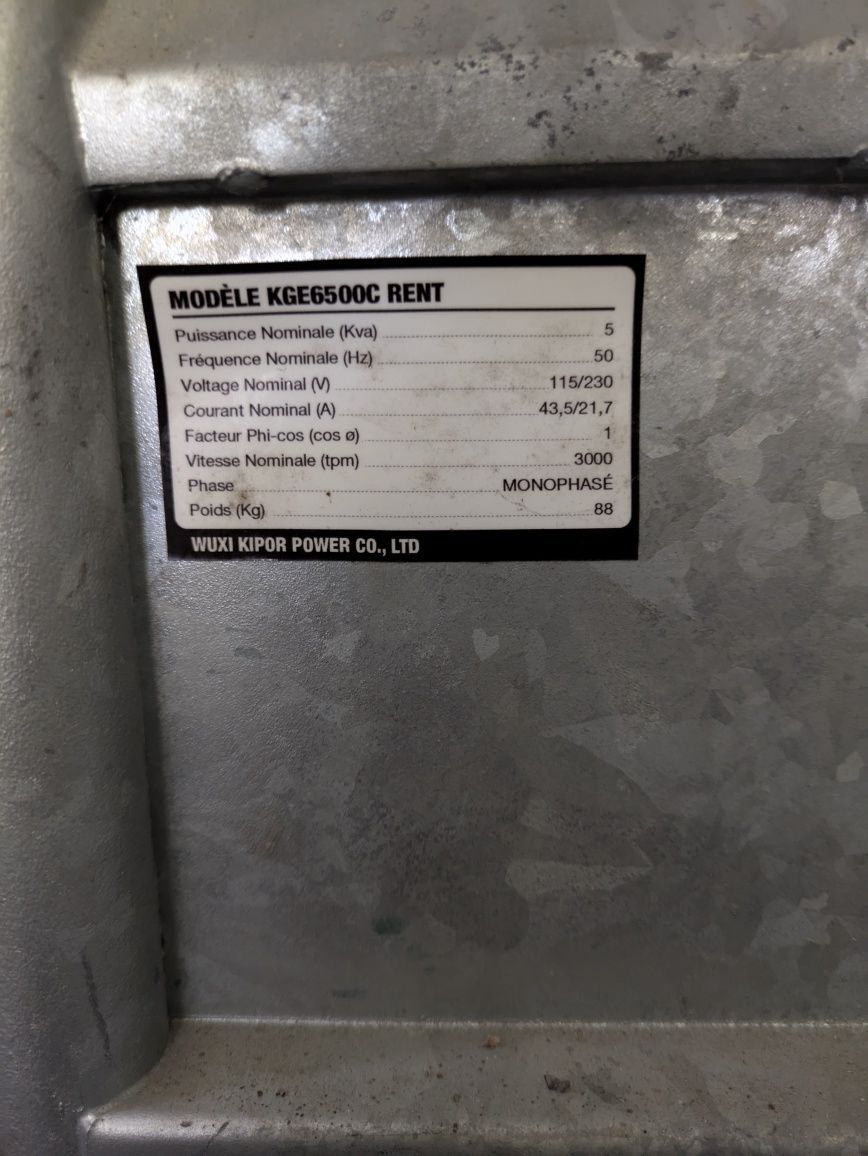 MODÈLE KGE6500C RENT
Puissance Nominale (Kva) 5
Fréquence Nominale (Hz) 50
Voltage Nominal (V) 115/230
Courant Nominal (A) 43,5/21,7
Facteur Phi-cos (cos ø) 1
Vitesse Nominale (tpm) 3000
Phase MONOPHASÉ
Poids (Kg) 88
WUXI KIPOR POWER CO., LTD